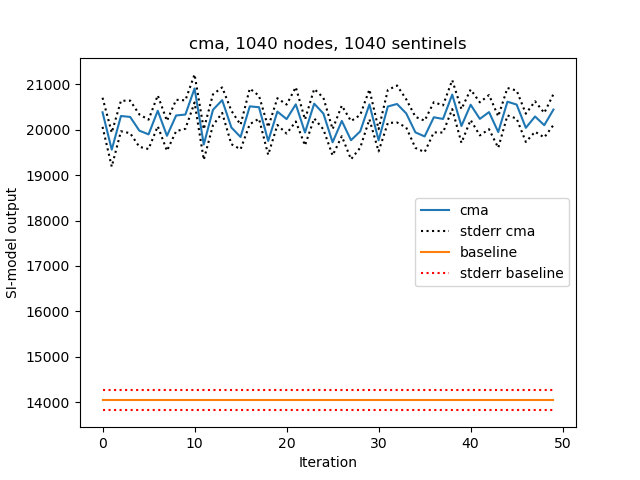 cma, 1040 nodes, 1040 sentinels
21000
20000
19000
18000
17000
16000
15000
14000
SI-model output
cma
stderr cma
baseline
stderr baseline
0
10
20
30
40
50
Iteration